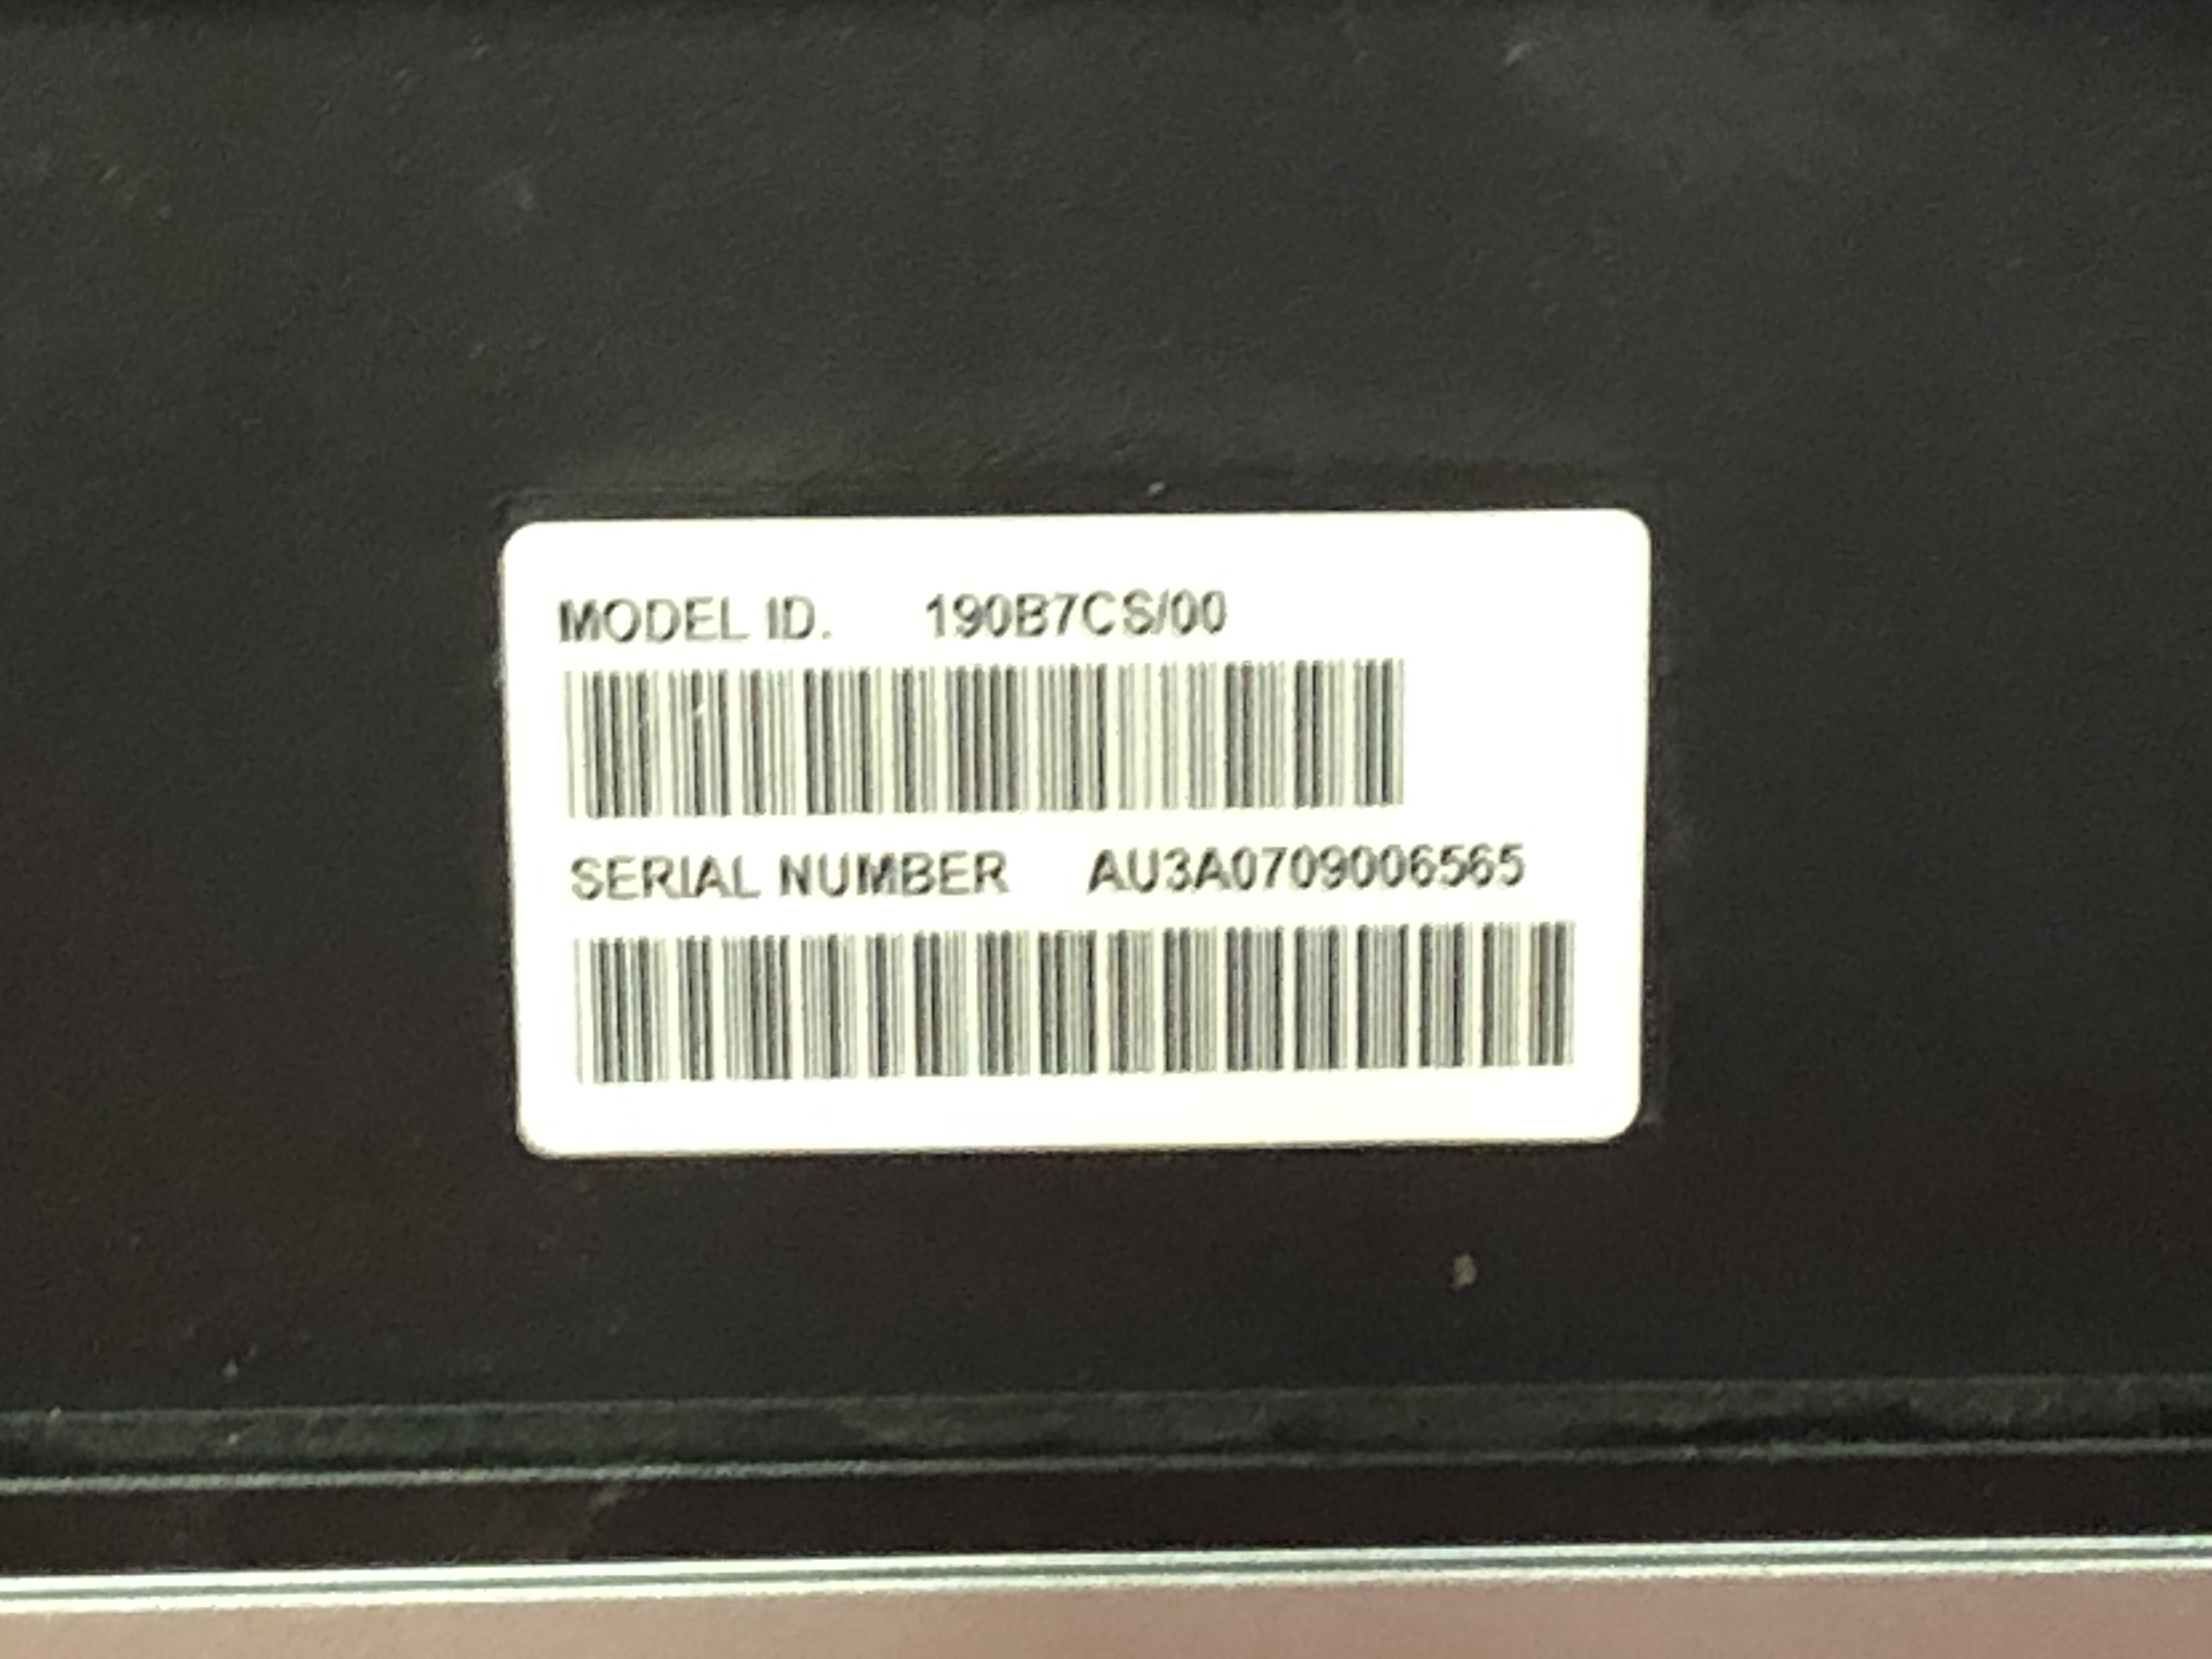 MODEL ID. 190B7CS/00
SERIAL NUMBER AU3A0709006565